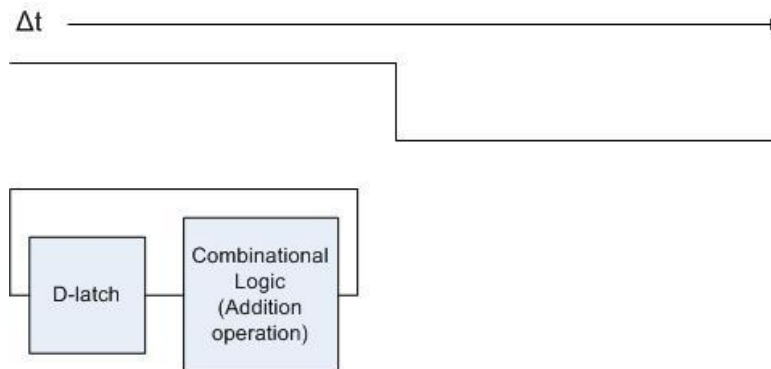 Δt
D-latch
Combinational
Logic
(Addition
operation)